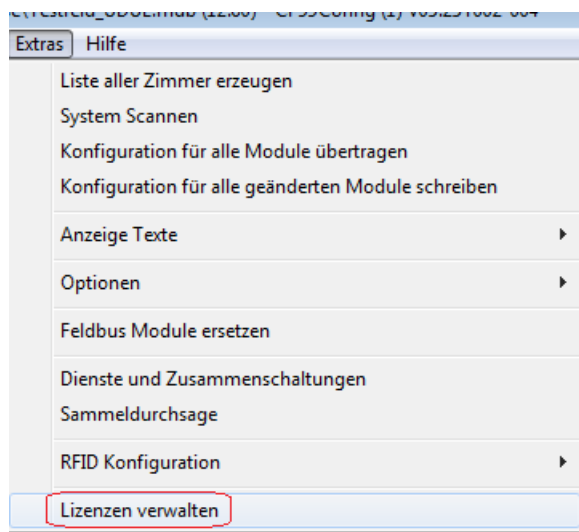 Extras Hilfe
Liste aller Zimmer erzeugen
System Scannen
Konfiguration für alle Module übertragen
Konfiguration für alle geänderten Module schreiben
Anzeige Texte
Optionen
Feldbus Module ersetzen
Dienste und Zusammenschaltungen
Sammeldurchsage
RFID Konfiguration
Lizenzen verwalten